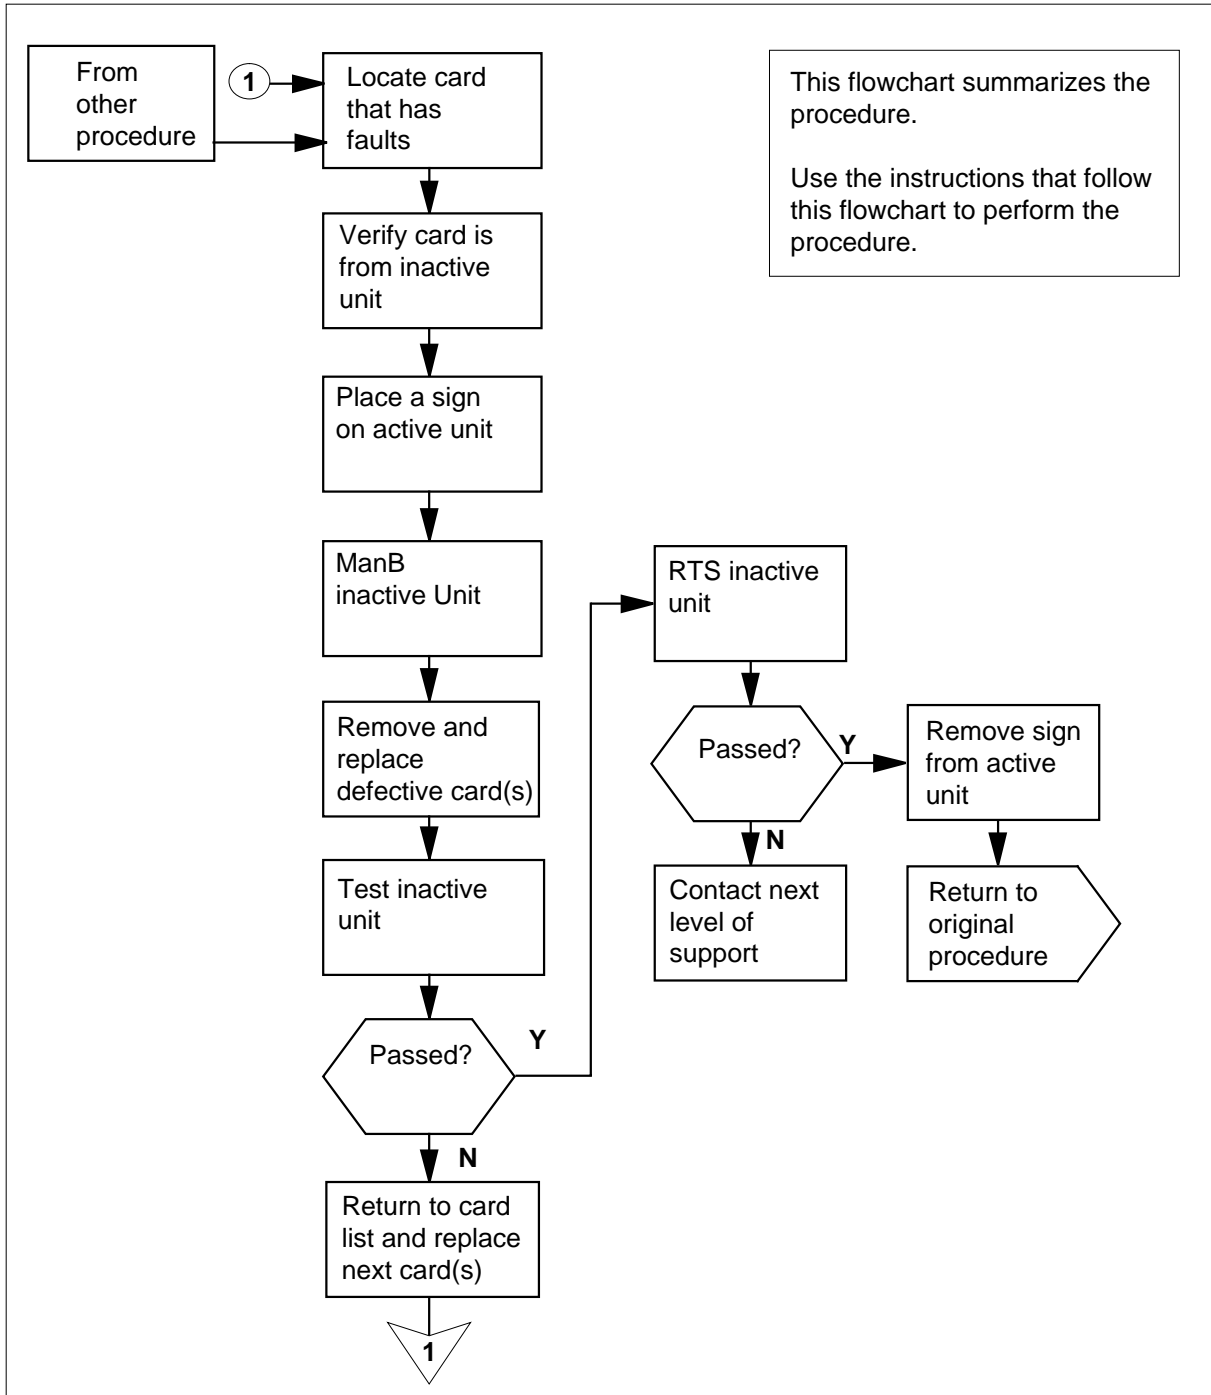 From
other
procedure
1
Locate card
that has
faults
This flowchart summarizes the
procedure.
Use the instructions that follow
this flowchart to perform the
procedure.
Verify card is
from inactive
unit
Place a sign
on active unit
ManB
inactive Unit
Remove and
replace
defective card(s)
Test inactive
unit
Passed?
Y
N
Return to card
list and replace
next card(s)
1
RTS inactive
unit
Passed?
Y
N
Contact next
level of
support
Remove sign
from active
unit
Return to
original
procedure